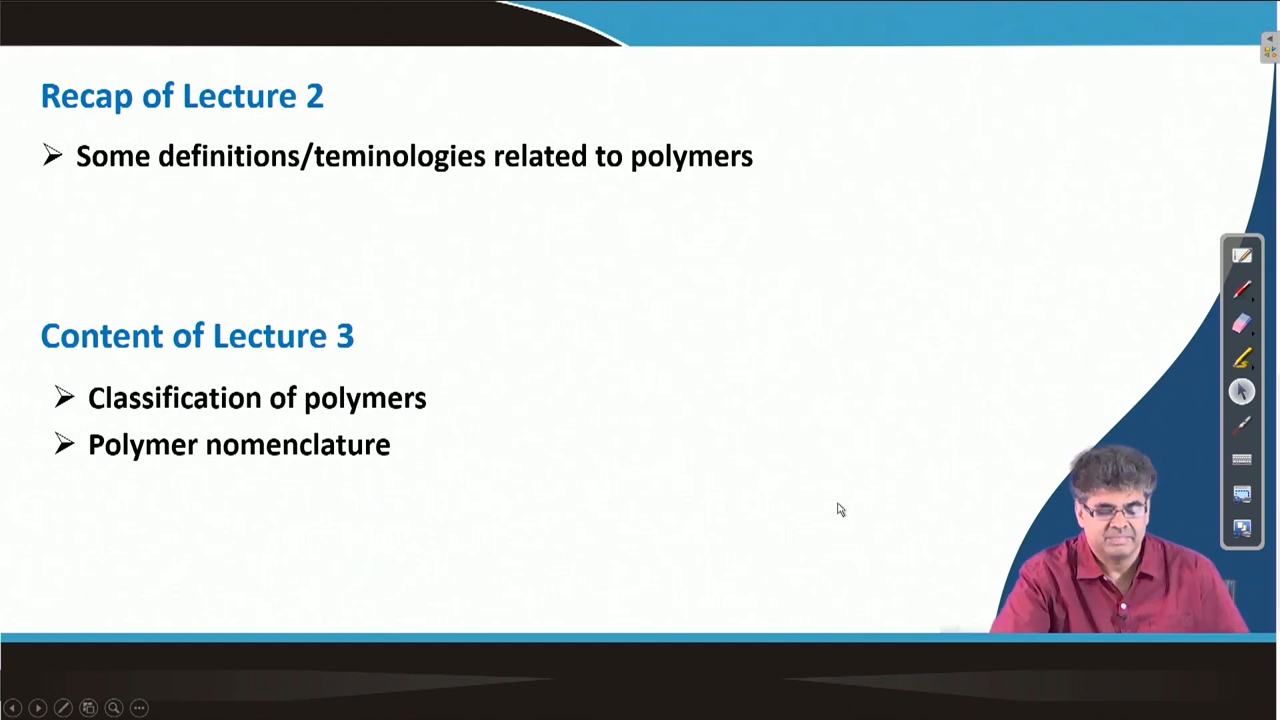 Recap of Lecture 2
Some definitions/teminologies related to polymers
Content of Lecture 3
Classification of polymers
Polymer nomenclature